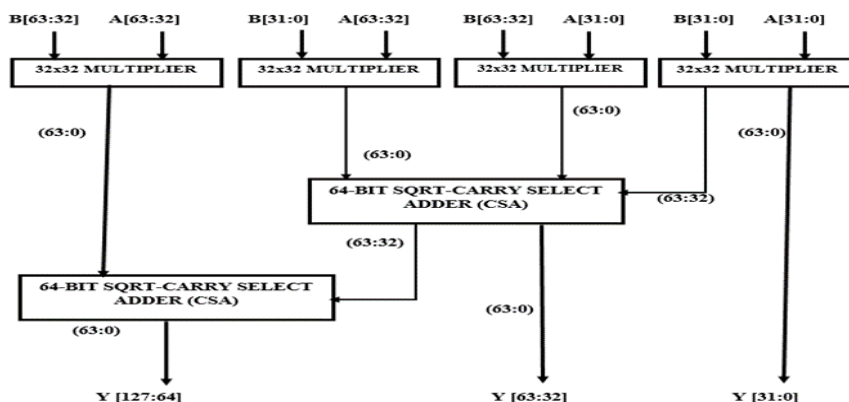 B[63:32] A[63:32] B[31:0] A[63:32] B[63:32] A[31:0] B[31:0] A[31:0]
32x32 MULTIPLIER 32x32 MULTIPLIER 32x32 MULTIPLIER 32x32 MULTIPLIER
(63:0)
(63:0)
(63:0)
(63:0)
64-BIT SQRT-CARRY SELECT
ADDER (CSA)
(63:32)
(63:32)
64-BIT SQRT-CARRY SELECT
ADDER (CSA)
(63:0)
(63:0)
Y [127:64] Y [63:32] Y [31:0]